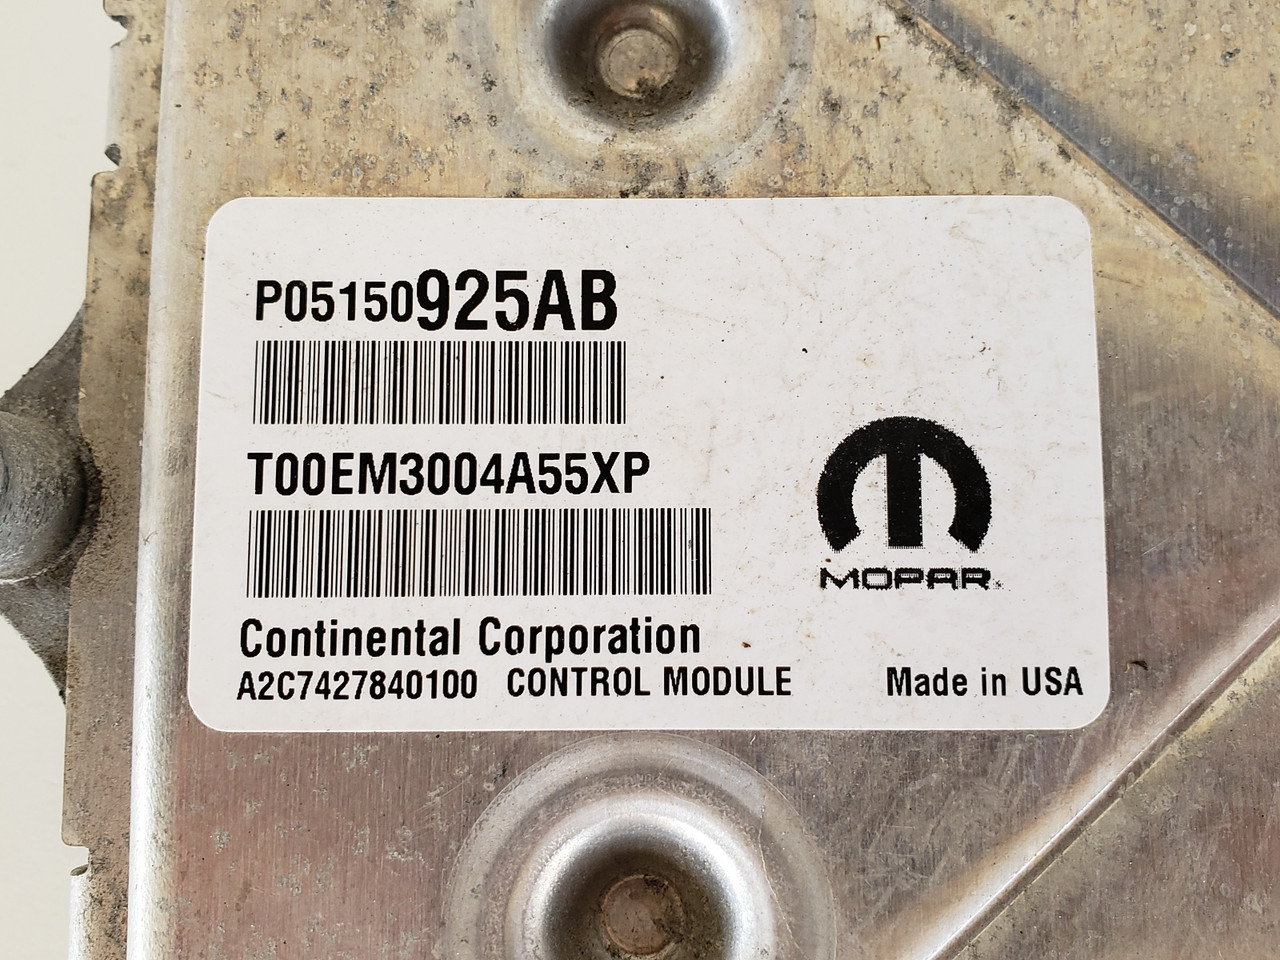 P05150925AB
T00EM3004A55XP
MOPAR
Continental Corporation
A2C7427840100 CONTROL MODULE Made in USA